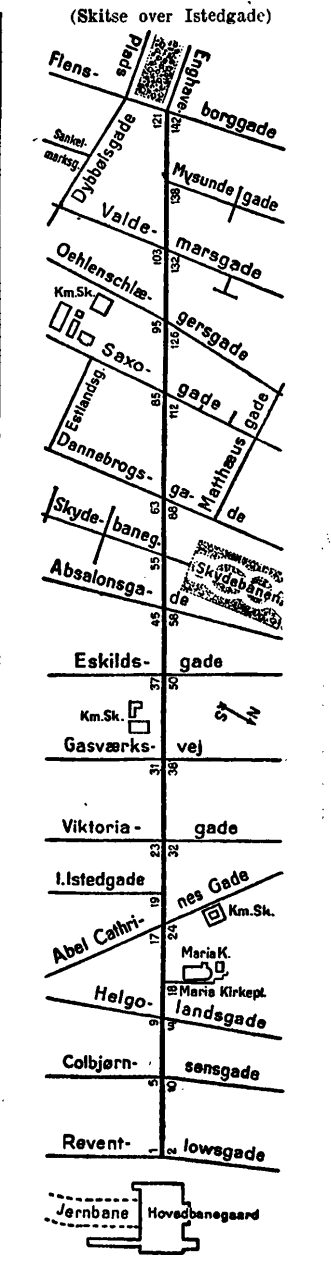 (Skitse over Istedgade)
Plads
Enghave-
Flens- borggade
121 142
Sankel-
marksg.
Dybbølsgade
Mysunde gade
138
Valde- marsgade
103 132
Oehlenschlæ- gersgade
Km.Sk.
95 126
Saxo- gade
85 112
Estlandsg.
Matthæus gade
Dannebrogs- ga- de
63 88
Skyde- baneg.
55
Skydebanen
Absalonsga- de
45 58
Eskilds- gade
37 50
Km.Sk.
N S
Gasværks- vej
31 38
Viktoria- gade
23 32
l.Istedgade
19
Abel Cathri- nes Gade
Km.Sk.
17 24
Maria K.
18 Maria Kirkepl.
Helgo- landsgade
9
Colbjørn- sensgade
5 10
Revent- lowsgade
1 2
Jernbane Hovedbanegaard